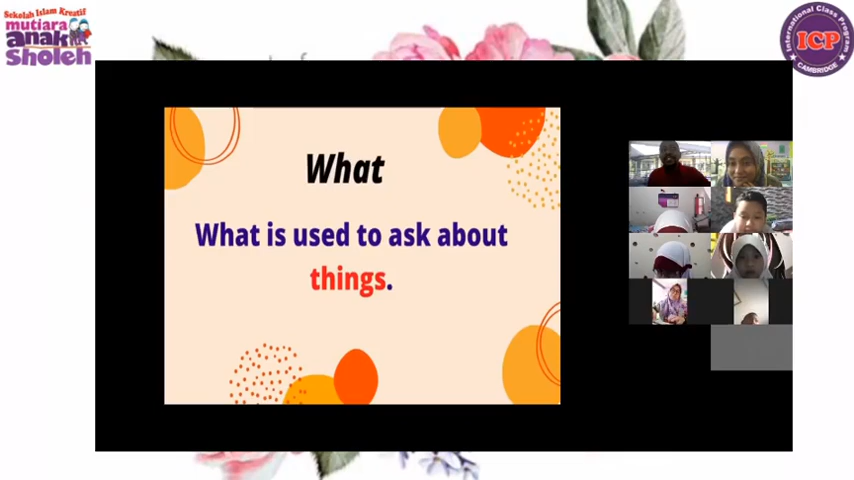 Sekolah Islam Kreatif
mutiara
anak
Sholeh
International Class Program
ICP
CAMBRIDGE
What
What is used to ask about
things.